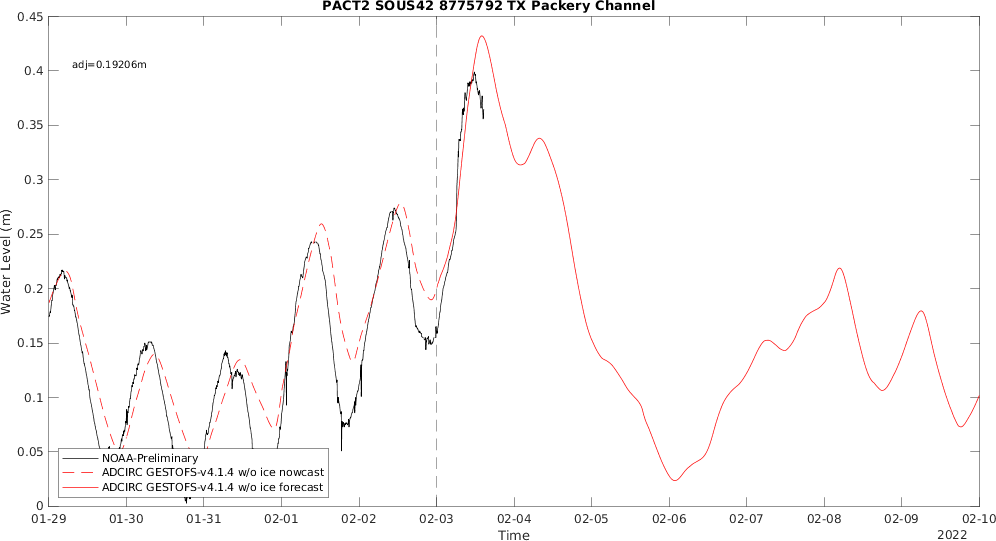 PACT2 SOUS42 8775792 TX Packery Channel
0.45
adj=0.19206m
0.4
0.35
0.3
0.25
0.2
0.15
0.1
0.05
0
Water Level (m)
NOAA-Preliminary
ADCIRC GESTOFS-v4.1.4 w/o ice nowcast
ADCIRC GESTOFS-v4.1.4 w/o ice forecast
01-29 01-30 01-31 02-01 02-02 02-03 02-04 02-05 02-06 02-07 02-08 02-09 02-10
Time
2022